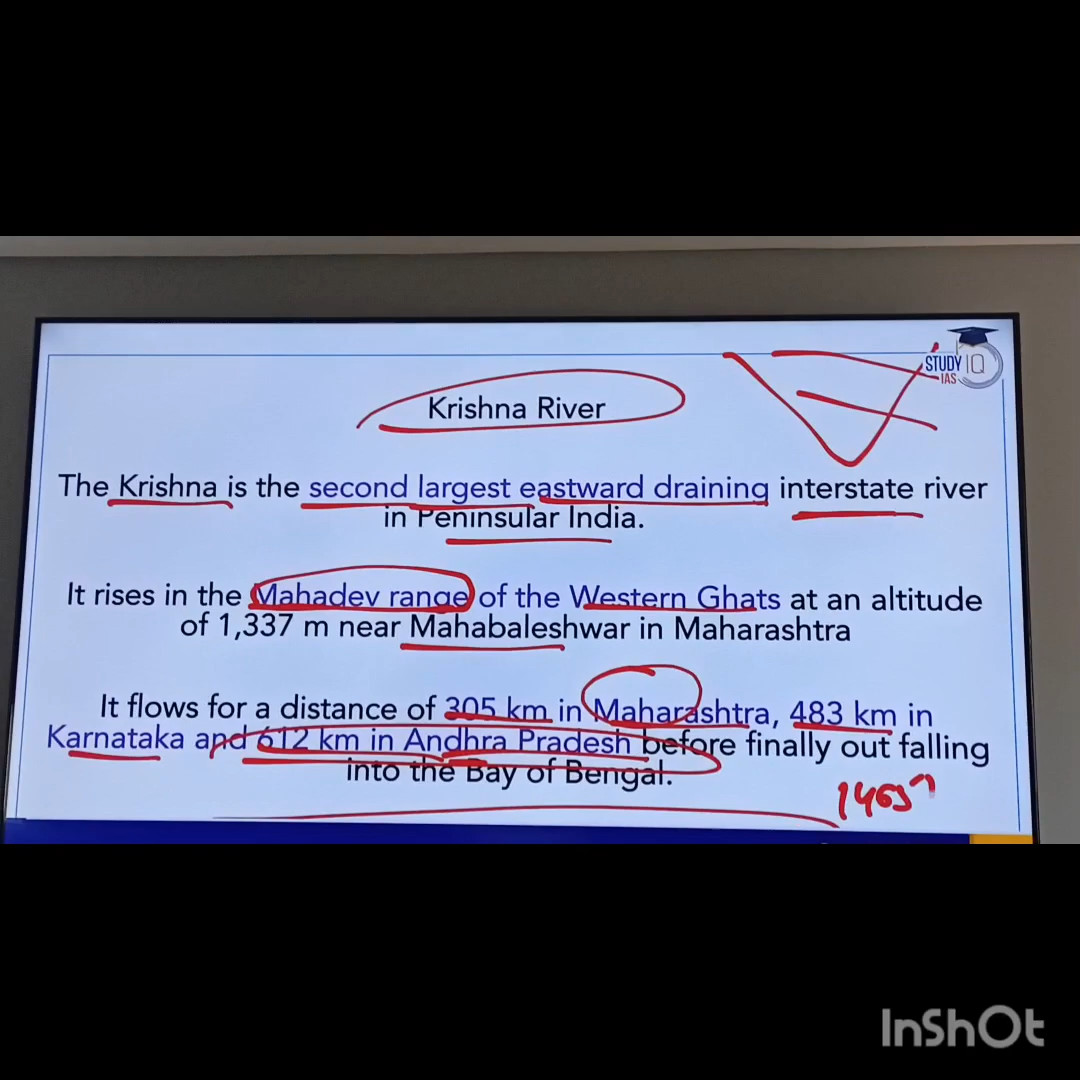 STUDY IQ
IAS
Krishna River
The Krishna is the second largest eastward draining interstate river
in Peninsular India.
It rises in the Mahadev range of the Western Ghats at an altitude
of 1,337 m near Mahabaleshwar in Maharashtra
It flows for a distance of 305 km in Maharashtra, 483 km in
Karnataka and 612 km in Andhra Pradesh before finally out falling
into the Bay of Bengal.
InShOt